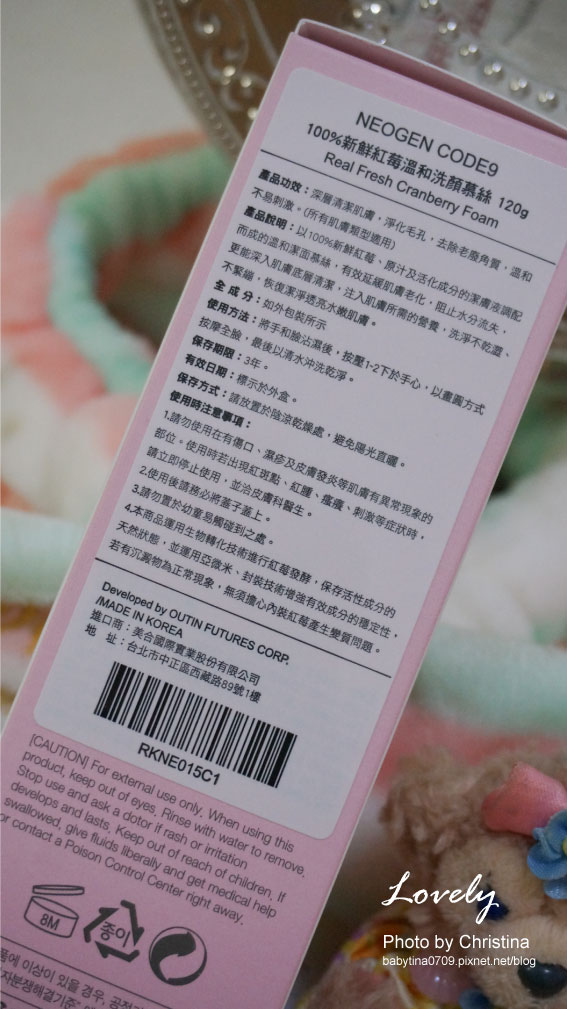 NEOGEN CODE9
100%新鮮紅莓溫和洗顏慕絲 120g
Real Fresh Cranberry Foam
產品功效：深層清潔肌膚，淨化毛孔，去除老廢角質，溫和
不易刺激。(所有肌膚類型適用)
產品說明：以100%新鮮紅莓、原汁及活化成分的潔膚液調配
而成的溫和潔面慕絲，有效延緩肌膚老化，阻止水分流失，
更能深入肌膚底層清潔，注入肌膚所需的營養，洗淨不乾澀、
不緊繃，恢復潔淨透亮水嫩肌膚。
全 成 分：如外包裝所示
使用方法：將手和臉沾濕後，按壓1-2下於手心，以畫圓方式
按摩全臉，最後以清水沖洗乾淨。
保存期限：3年。
有效日期：標示於外盒。
保存方式：請放置於陰涼乾燥處，避免陽光直曬。
使用時注意事項：
1.請勿使用在有傷口、濕疹及皮膚發炎等肌膚有異常現象的
部位。使用時若出現紅斑點、紅腫、瘙癢、刺激等症狀時，
請立即停止使用，並洽皮膚科醫生。
2.使用後請務必將蓋子蓋上。
3.請勿置於幼童易觸碰到之處。
4.本商品運用生物轉化技術進行紅莓發酵，保存活性成分的
天然狀態，並運用亞微米、封裝技術增強有效成分的穩定性，
若有沉澱物為正常現象，無須擔心內裝紅莓產生變質問題。
Developed by OUTIN FUTURES CORP.
/MADE IN KOREA
進口商：美合國際實業股份有限公司
地 址：台北市中正區西藏路89號1樓
RKNE015C1
[CAUTION] For external use only. When using this
product, keep out of eyes. Rinse with water to remove.
Stop use and ask a dotor if rash or irritation
develops and lasts. Keep out of reach of children. If
swallowed, give fluids liberally and get medical help
or contact a Poison Control Center right away.
8M
종이
품에 이상이 있을 경우, 공정
자분쟁해결기준"
Lovely
Photo by Christina
babytina0709.pixnet.net/blog